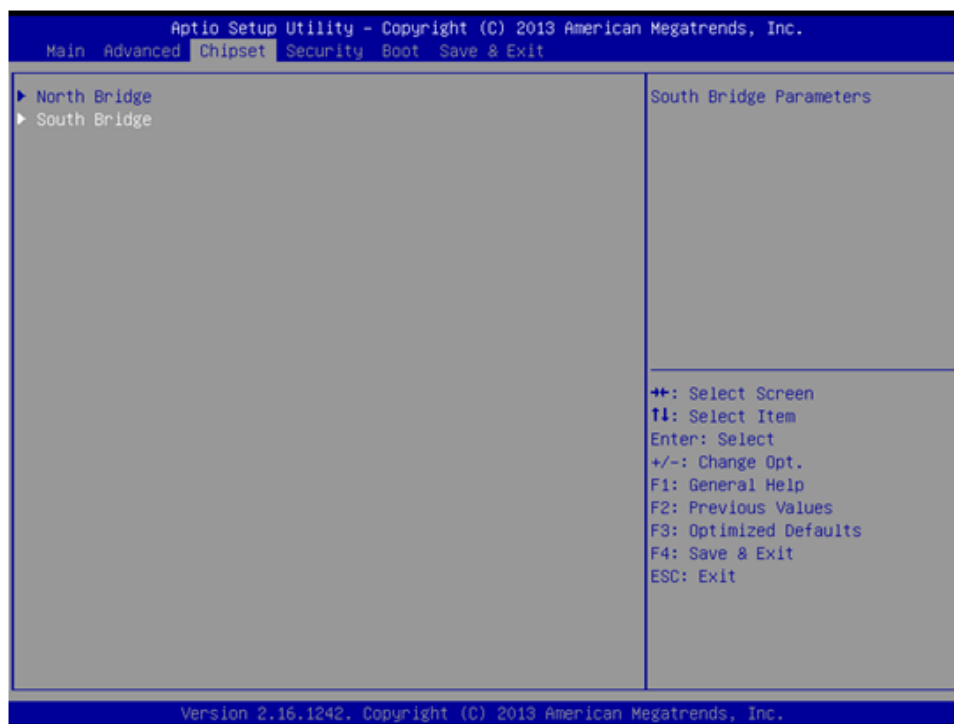 Aptio Setup Utility – Copyright (C) 2013 American Megatrends, Inc.
Main Advanced Chipset Security Boot Save & Exit
North Bridge
South Bridge
South Bridge Parameters
→←: Select Screen
↑↓: Select Item
Enter: Select
+/-: Change Opt.
F1: General Help
F2: Previous Values
F3: Optimized Defaults
F4: Save & Exit
ESC: Exit
Version 2.16.1242. Copyright (C) 2013 American Megatrends, Inc.